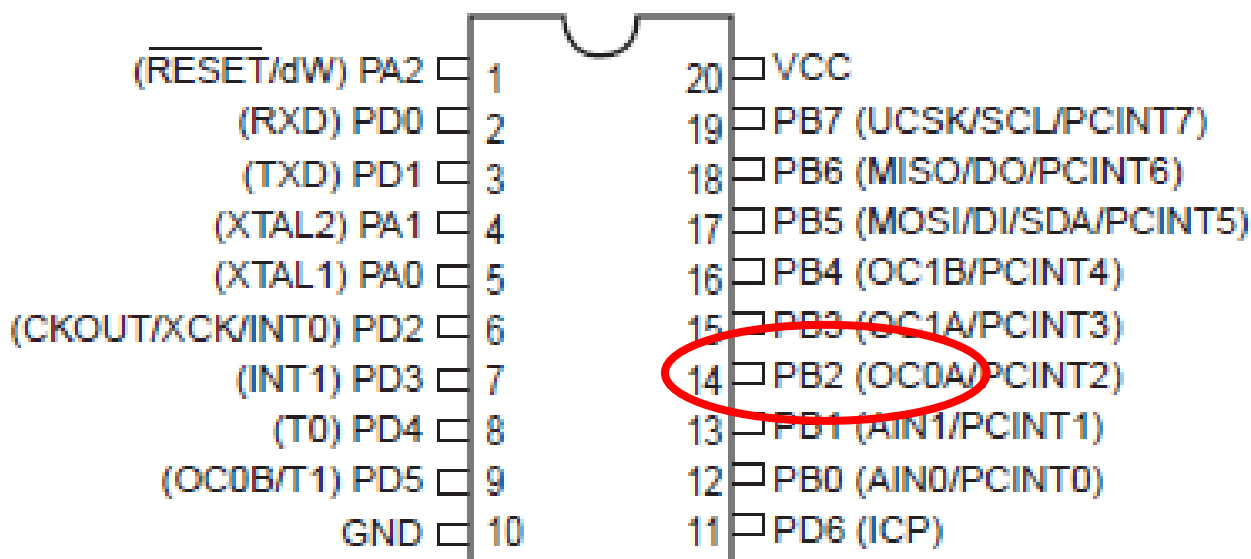 (RESET/dW) PA2 1 20 VCC
(RXD) PD0 2 19 PB7 (UCSK/SCL/PCINT7)
(TXD) PD1 3 18 PB6 (MISO/DO/PCINT6)
(XTAL2) PA1 4 17 PB5 (MOSI/DI/SDA/PCINT5)
(XTAL1) PA0 5 16 PB4 (OC1B/PCINT4)
(CKOUT/XCK/INT0) PD2 6 15 PB3 (OC1A/PCINT3)
(INT1) PD3 7 14 PB2 (OC0A/PCINT2)
(T0) PD4 8 13 PB1 (AIN1/PCINT1)
(OC0B/T1) PD5 9 12 PB0 (AIN0/PCINT0)
GND 10 11 PD6 (ICP)